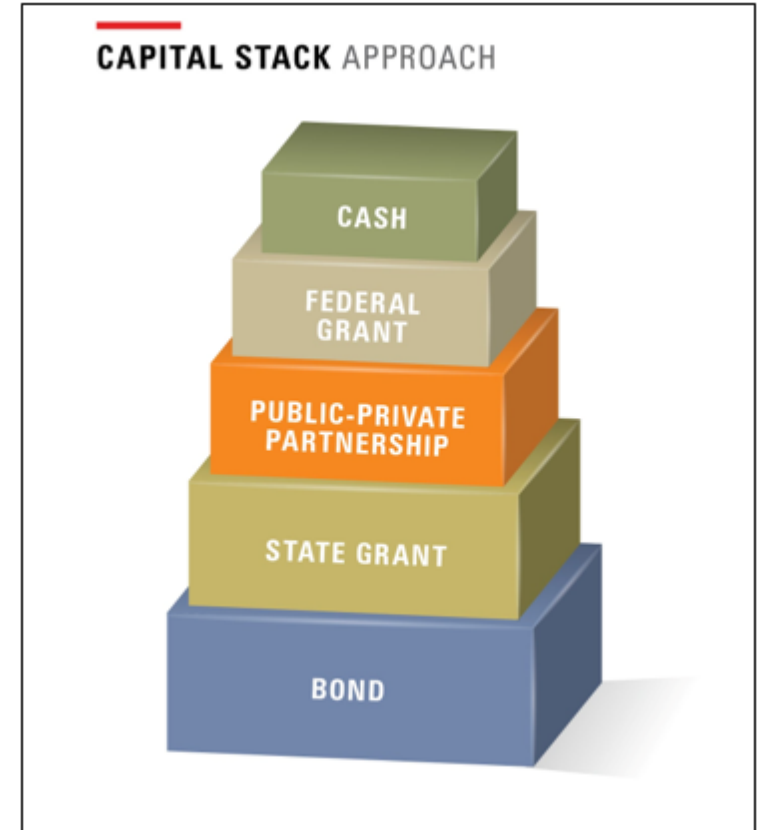 CAPITAL STACK APPROACH
CASH
FEDERAL
GRANT
PUBLIC-PRIVATE
PARTNERSHIP
STATE GRANT
BOND